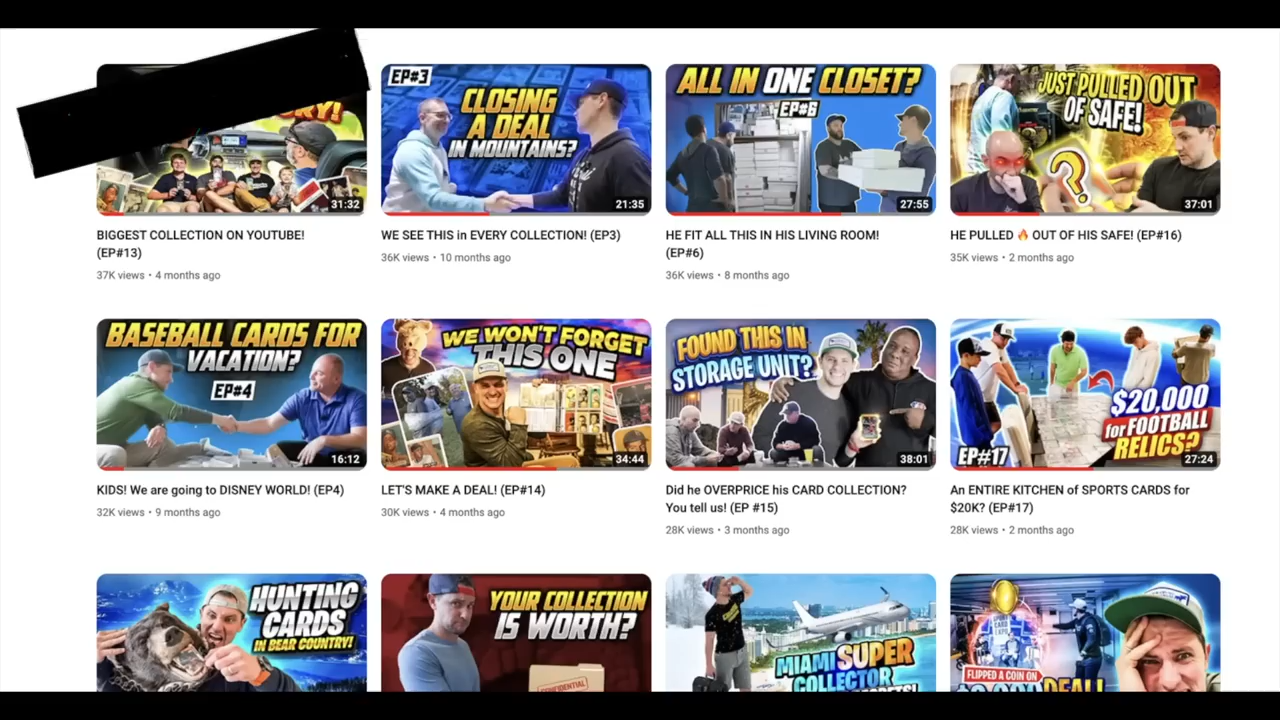 31:32
EP#3
CLOSING
A DEAL
IN MOUNTAINS?
21:35
ALL IN ONE CLOSET?
EP#6
27:55
JUST PULLED OUT
OF SAFE!
37:01
BIGGEST COLLECTION ON YOUTUBE!
(EP#13)
37K views • 4 months ago
WE SEE THIS in EVERY COLLECTION! (EP3)
36K views • 10 months ago
HE FIT ALL THIS IN HIS LIVING ROOM!
(EP#6)
36K views • 8 months ago
HE PULLED 🔥 OUT OF HIS SAFE! (EP#16)
35K views • 2 months ago
BASEBALL CARDS FOR
VACATION?
EP#4
16:12
WE WON'T FORGET
THIS ONE
34:44
FOUND THIS IN
STORAGE UNIT?
38:01
$20,000
for FOOTBALL
RELICS?
EP#17
27:24
KIDS! We are going to DISNEY WORLD! (EP4)
32K views • 9 months ago
LET'S MAKE A DEAL! (EP#14)
30K views • 4 months ago
Did he OVERPRICE his CARD COLLECTION?
You tell us! (EP #15)
28K views • 3 months ago
An ENTIRE KITCHEN of SPORTS CARDS for
$20K? (EP#17)
28K views • 2 months ago
HUNTING
CARDS
IN BEAR COUNTRY!
YOUR COLLECTION
IS WORTH?
CONFIDENTIAL
MIAMI SUPER
COLLECTOR
SPORT
CARD
EXPO
FLIPPED A COIN ON
DEAL!